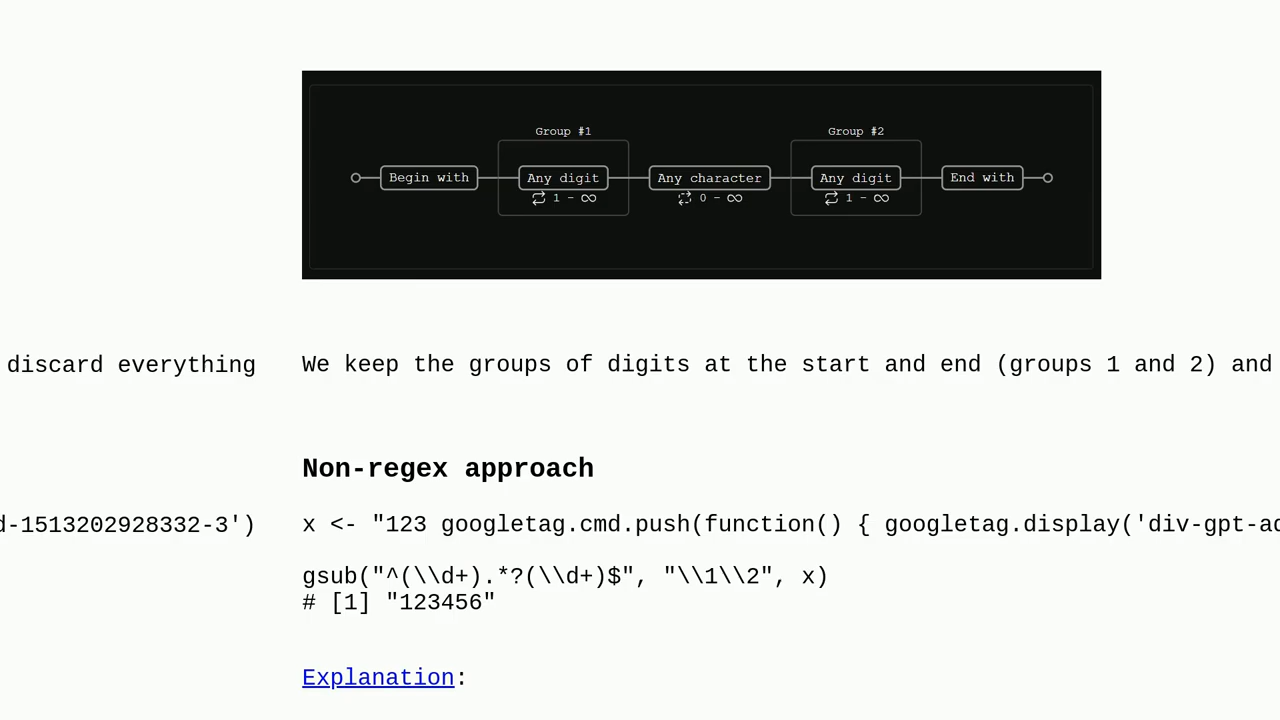 Group #1
Group #2
Begin with
Any digit
Any character
Any digit
End with
1 - ∞
0 - ∞
1 - ∞
discard everything
We keep the groups of digits at the start and end (groups 1 and 2) and
Non-regex approach
d-1513202928332-3')
x <- "123 googletag.cmd.push(function() { googletag.display('div-gpt-ad
gsub("^(\\d+).*?(\\d+)$", "\\1\\2", x)
# [1] "123456"
Explanation: